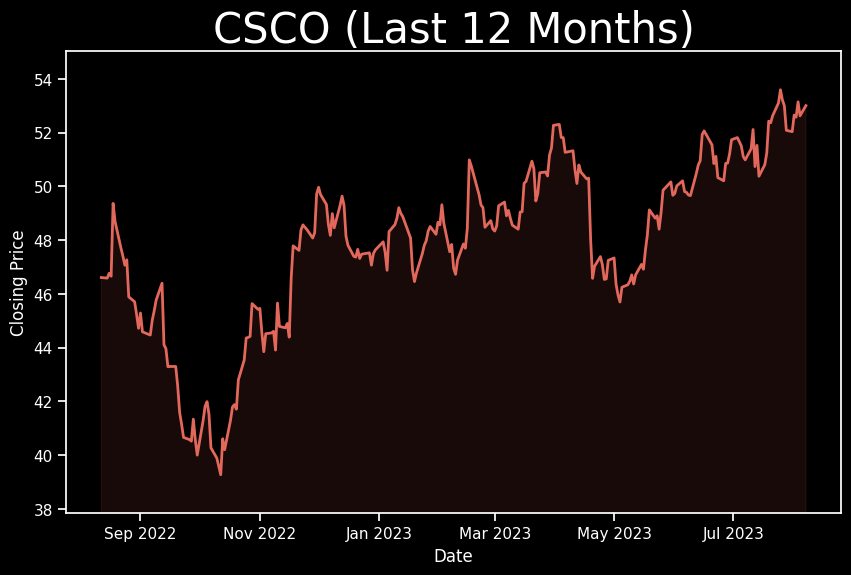 CSCO (Last 12 Months)
Closing Price
54
52
50
48
46
44
42
40
38
Sep 2022
Nov 2022
Jan 2023
Mar 2023
May 2023
Jul 2023
Date